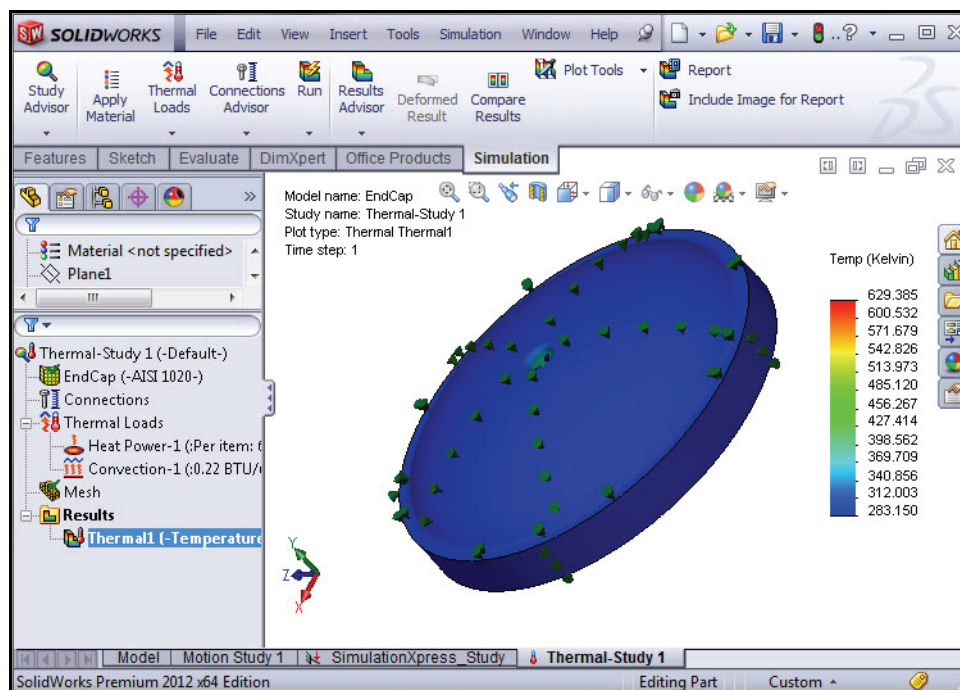 SOLIDWORKS File Edit View Insert Tools Simulation Window Help
Study Advisor
Apply Material
Thermal Loads
Connections Advisor
Run
Results Advisor
Deformed Result
Compare Results
Plot Tools
Report
Include Image for Report
Features Sketch Evaluate DimXpert Office Products Simulation
Material <not specified>
Plane1
Thermal-Study 1 (-Default-)
EndCap (-AISI 1020-)
Connections
Thermal Loads
Heat Power-1 (:Per item:
Convection-1 (:0.22 BTU/
Mesh
Results
Thermal1 (-Temperature
Model name: EndCap
Study name: Thermal-Study 1
Plot type: Thermal Thermal1
Time step: 1
Temp (Kelvin)
629.385
600.532
571.679
542.826
513.973
485.120
456.267
427.414
398.562
369.709
340.856
312.003
283.150
Y
Z
X
Model Motion Study 1 SimulationXpress_Study Thermal-Study 1
SolidWorks Premium 2012 x64 Edition Editing Part Custom